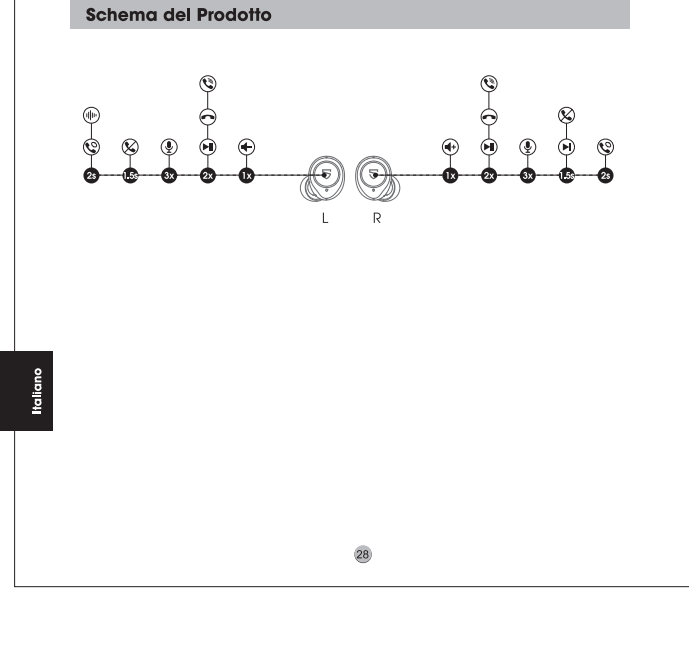 Schema del Prodotto
2s 1.5s 3x 2x 1x 1x 2x 3x 1.5s 2s
L R
Italiano
28